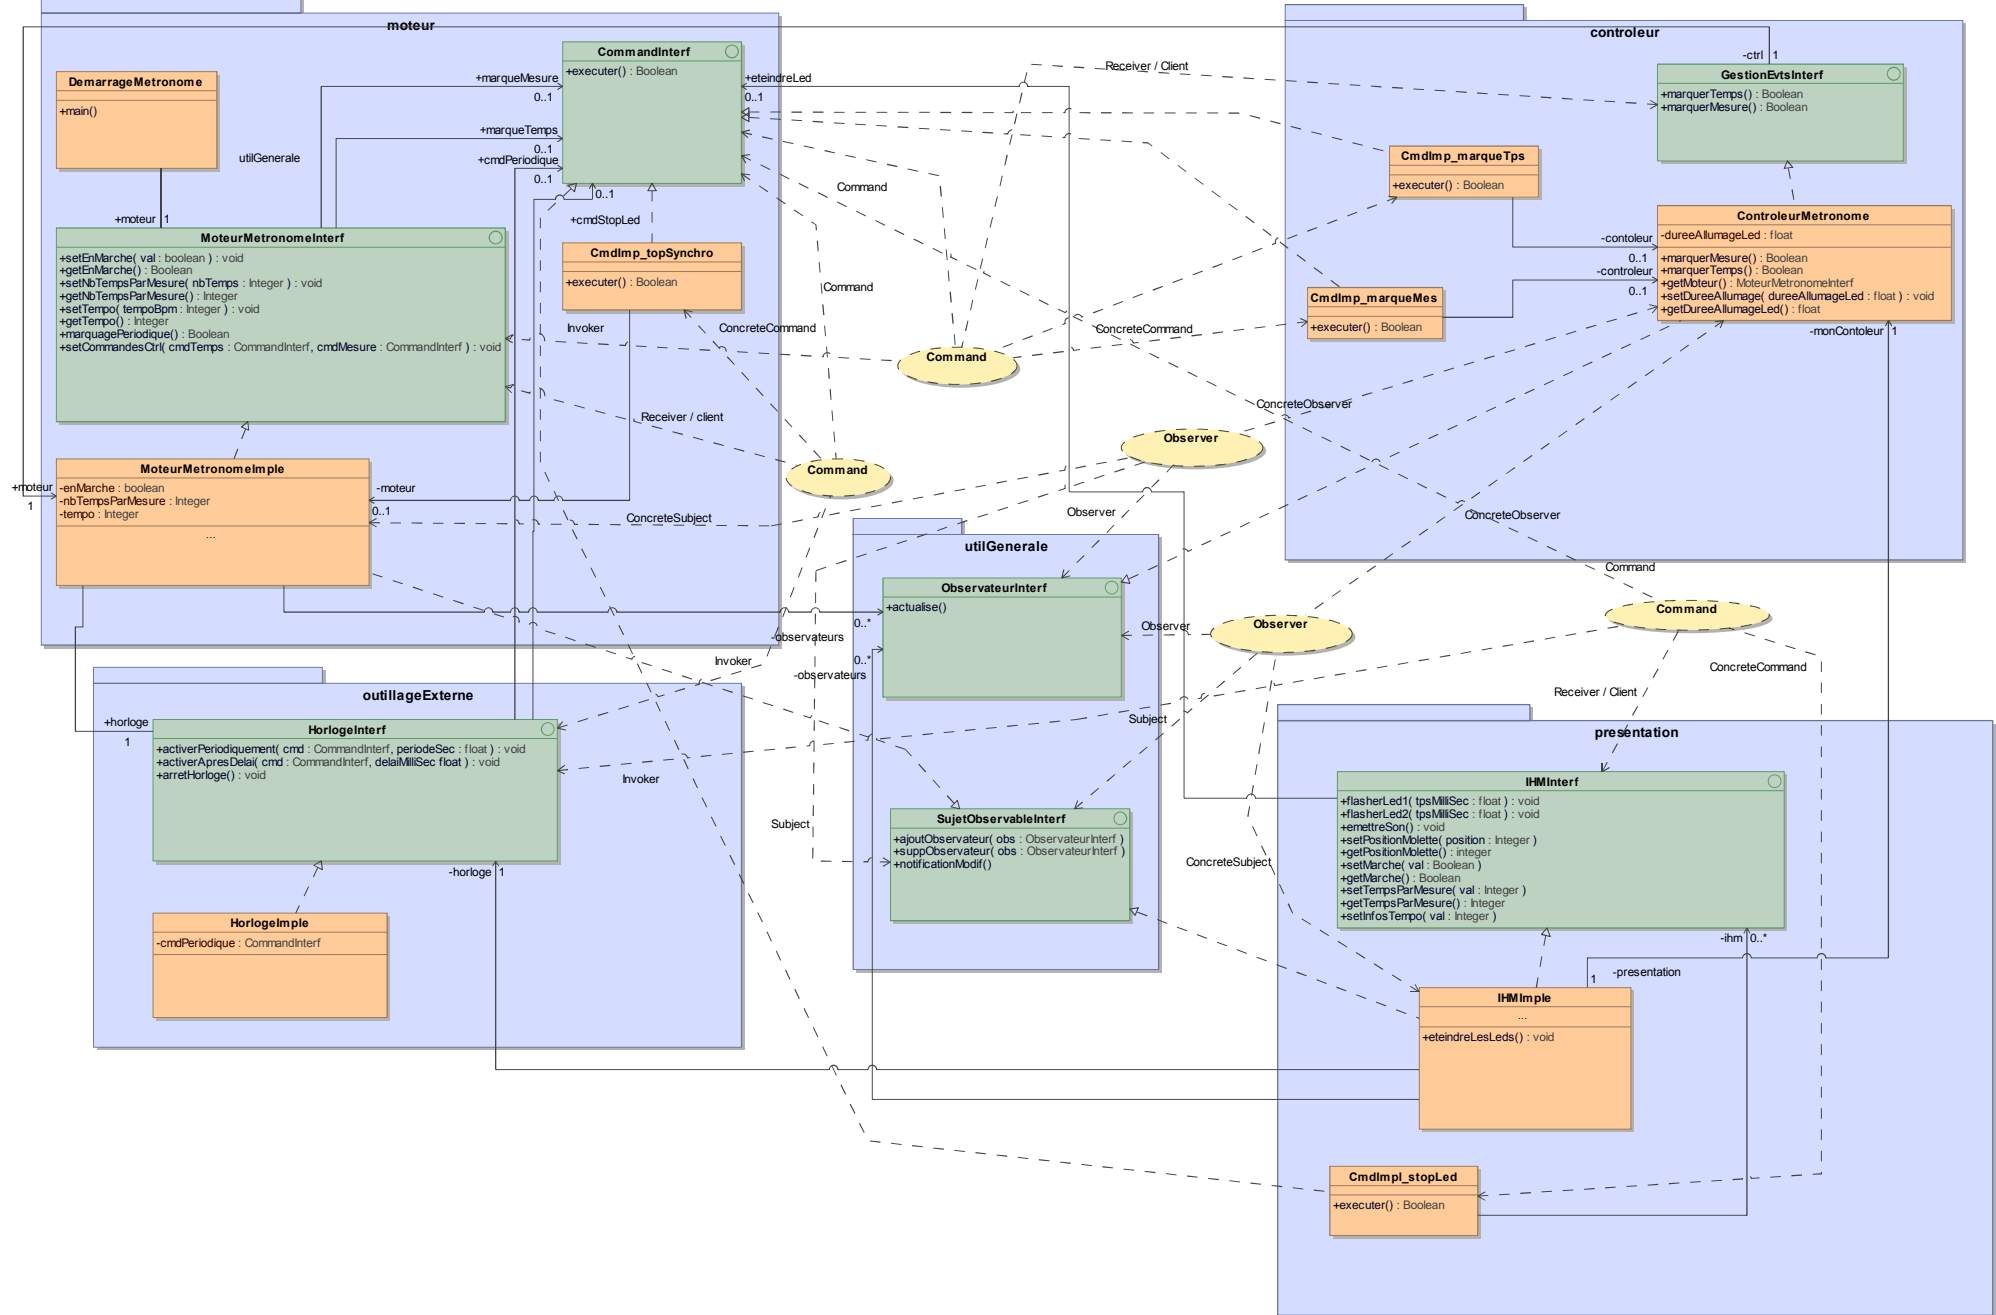 moteur
CommandInterf
+executer() : Boolean
DemarrageMetronome
+main()
utilGenerale
+moteur
1
+marqueMesure
0..1
+marqueTemps
0..1
+cmdPeriodique
0..1
0..1
+cmdStopLed
+eteindreLed
0..1
MoteurMetronomeInterf
+setEnMarche( val : boolean ) : void
+getEnMarche() : Boolean
+setNbTempsParMesure( nbTemps : Integer ) : void
+getNbTempsParMesure() : Integer
+setTempo( tempoBpm : Integer ) : void
+getTempo() : Integer
+marquagePeriodique() : Boolean
+setCommandesCtrl( cmdTemps : CommandInterf, cmdMesure : CommandInterf ) : void
CmdImp_topSynchro
+executer() : Boolean
MoteurMetronomeImple
-enMarche : boolean
-nbTempsParMesure : Integer
-tempo : Integer
...
+moteur
1
-moteur
0..1
controleur
-ctrl
1
GestionEvtsInterf
+marquerTemps() : Boolean
+marquerMesure() : Boolean
CmdImp_marqueTps
+executer() : Boolean
CmdImp_marqueMes
+executer() : Boolean
ControleurMetronome
-dureeAllumageLed : float
+marquerMesure() : Boolean
+marquerTemps() : Boolean
+getMoteur() : MoteurMetronomeInterf
+setDureeAllumage( dureeAllumageLed : float ) : void
+getDureeAllumageLed() : float
-contoleur
0..1
-controleur
0..1
-monContoleur
1
Receiver / Client
Command
Command
Invoker
ConcreteCommand
ConcreteCommand
Command
Receiver / client
Command
ConcreteSubject
Observer
ConcreteObserver
Observer
ConcreteObserver
Command
Command
Observer
Observer
ConcreteCommand
Receiver / Client
Subject
Invoker
Invoker
Subject
ConcreteSubject
utilGenerale
ObservateurInterf
+actualise()
0..*
-observateurs
0..*
-observateurs
SujetObservableInterf
+ajoutObservateur( obs : ObservateurInterf )
+suppObservateur( obs : ObservateurInterf )
+notificationModif()
outillageExterne
+horloge
1
HorlogeInterf
+activerPeriodiquement( cmd : CommandInterf, periodeSec : float ) : void
+activerApresDelai( cmd : CommandInterf, delaiMilliSec float ) : void
+arretHorloge() : void
-horloge
1
HorlogeImple
-cmdPeriodique : CommandInterf
presentation
IHMInterf
+flasherLed1( tpsMilliSec : float ) : void
+flasherLed2( tpsMilliSec : float ) : void
+emettreSon() : void
+setPositionMolette( position : Integer )
+getPositionMolette() : integer
+setMarche( val : Boolean )
+getMarche() : Boolean
+setTempsParMesure( val : Integer )
+getTempsParMesure() : Integer
+setInfosTempo( val : Integer )
-ihm
0..*
-presentation
1
IHMImple
...
+eteindreLesLeds() : void
CmdImpl_stopLed
+executer() : Boolean